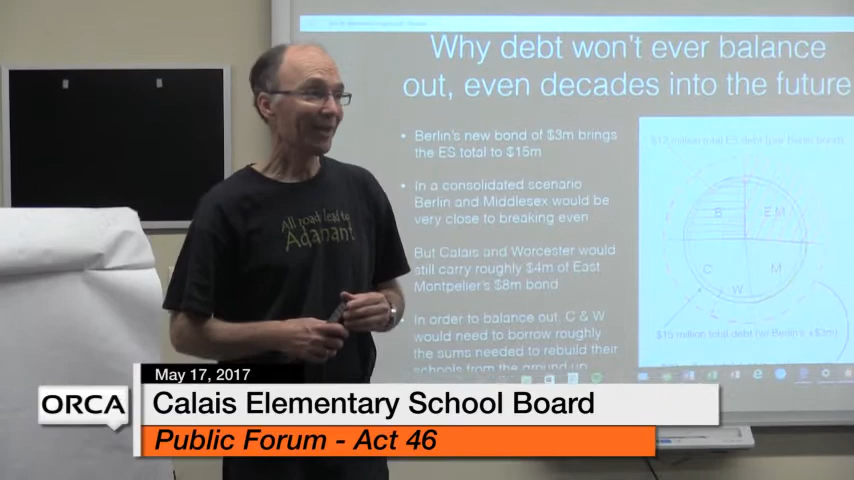 Why debt won't ever balance
out, even decades into the future
• Berlin's new bond of $3m brings
the ES total to $15m
• In a consolidated scenario
Berlin and Middlesex would be
very close to breaking even
But Calais and Worcester would
still carry roughly $4m of East
Montpelier's $8m bond
• In order to balance out, C & W
would need to borrow roughly
the sums needed to rebuild their
schools from the ground up
$12 million total ES debt (pre Berlin bond)
B
EM
C
M
W
$15 million total debt (w/ Berlin's +$3m)
All roads lead to
Adamant
May 17, 2017
ORCA
Calais Elementary School Board
Public Forum - Act 46